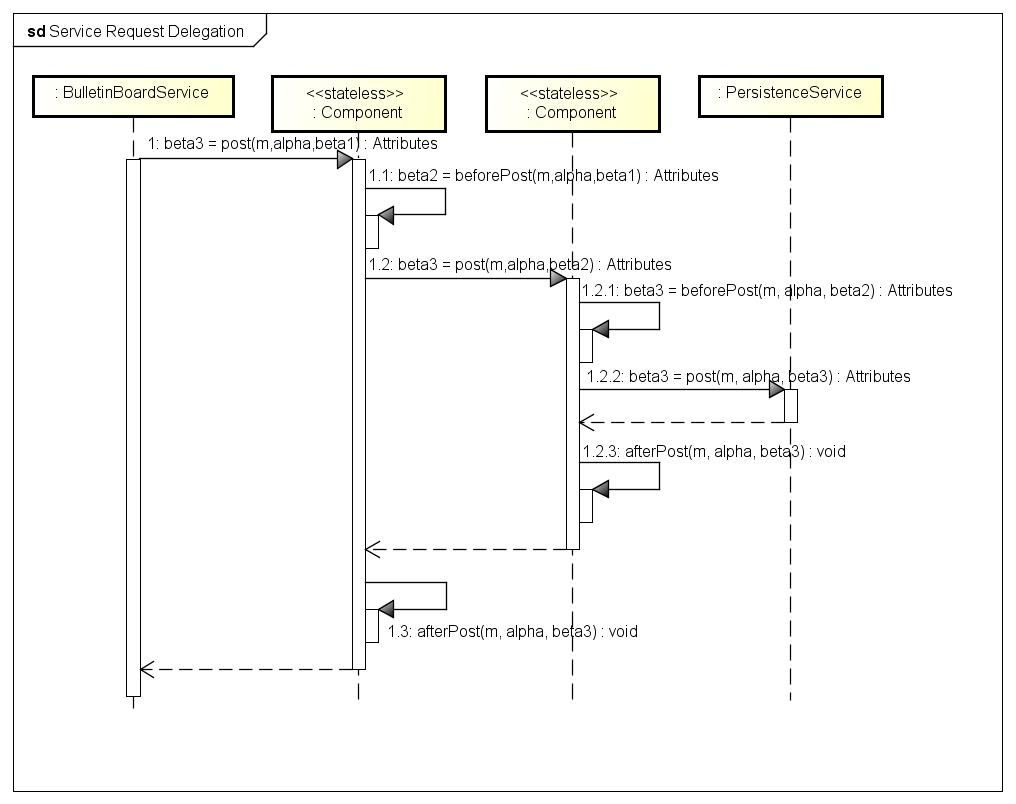 sd Service Request Delegation
: BulletinBoardService
<<stateless>>
: Component
<<stateless>>
: Component
: PersistenceService
1: beta3 = post(m,alpha,beta1) : Attributes
1.1: beta2 = beforePost(m,alpha,beta1) : Attributes
1.2: beta3 = post(m,alpha,beta2) : Attributes
1.2.1: beta3 = beforePost(m, alpha, beta2) : Attributes
1.2.2: beta3 = post(m, alpha, beta3) : Attributes
1.2.3: afterPost(m, alpha, beta3) : void
1.3: afterPost(m, alpha, beta3) : void